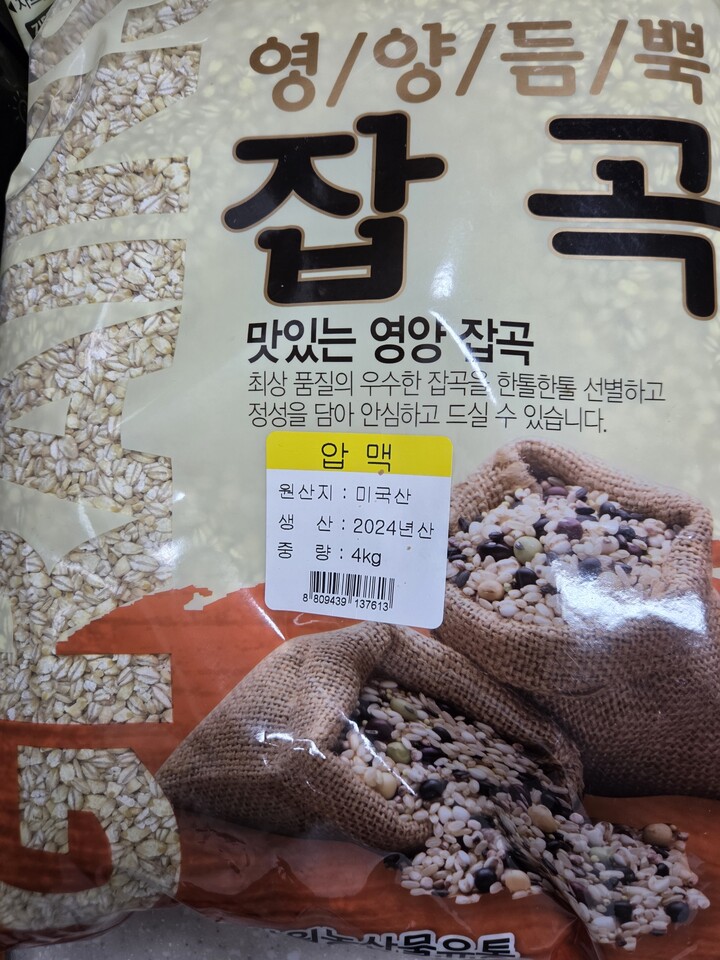 영/양/듬/뿍
잡곡
맛있는 영양 잡곡
최상 품질의 우수한 잡곡을 한톨한톨 선별하고
정성을 담아 안심하고 드실 수 있습니다.
압 맥
원산지 : 미국산
생 산 : 2024년산
중 량 : 4kg
8 809439 137613
GRAIN